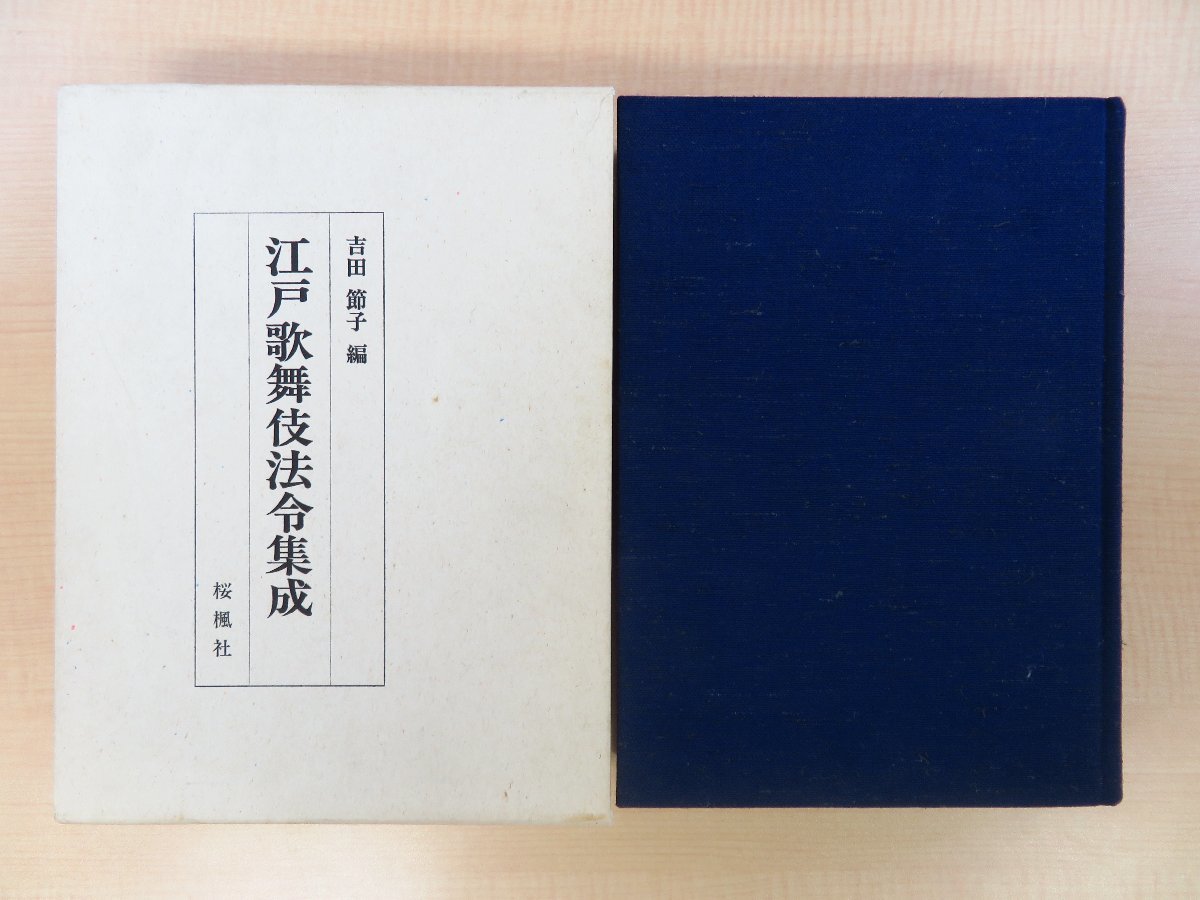 吉田 節子 編
江戸歌舞伎法令集成
桜楓社